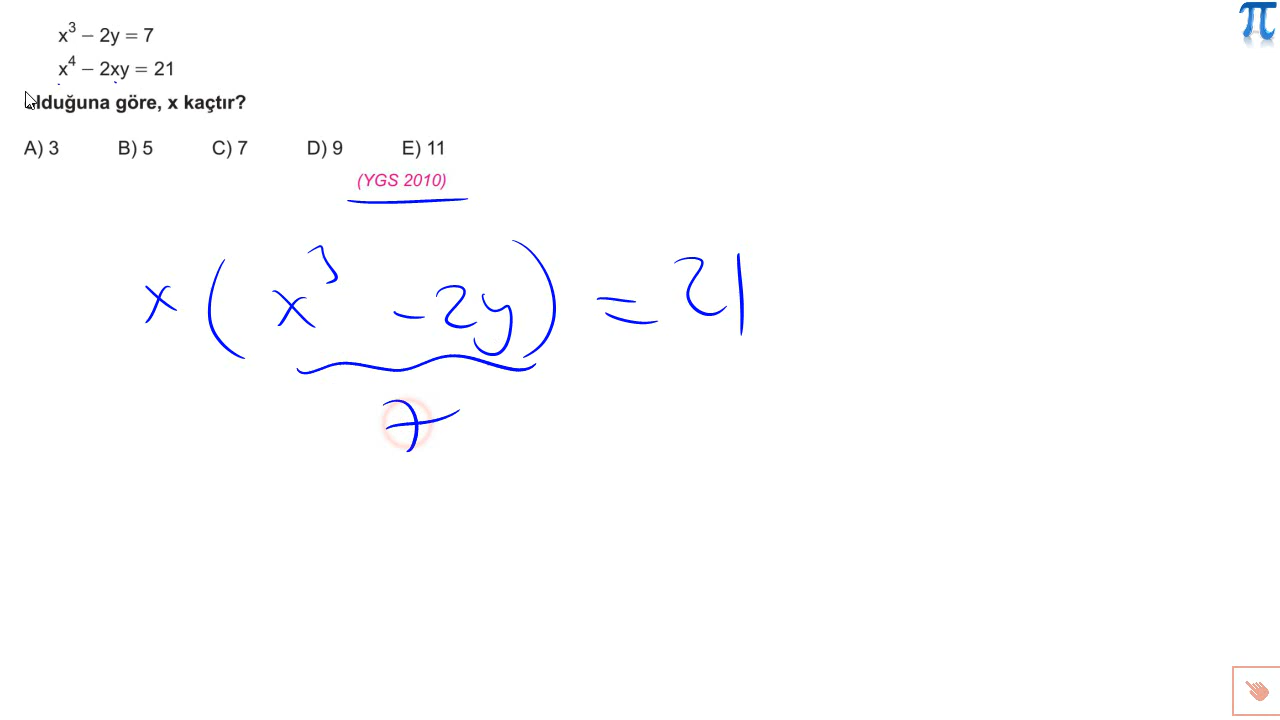 x³ − 2y = 7
x⁴ − 2xy = 21
olduğuna göre, x kaçtır?
A) 3 B) 5 C) 7 D) 9 E) 11
(YGS 2010)
x(x³ − 2y) = 21
7
π